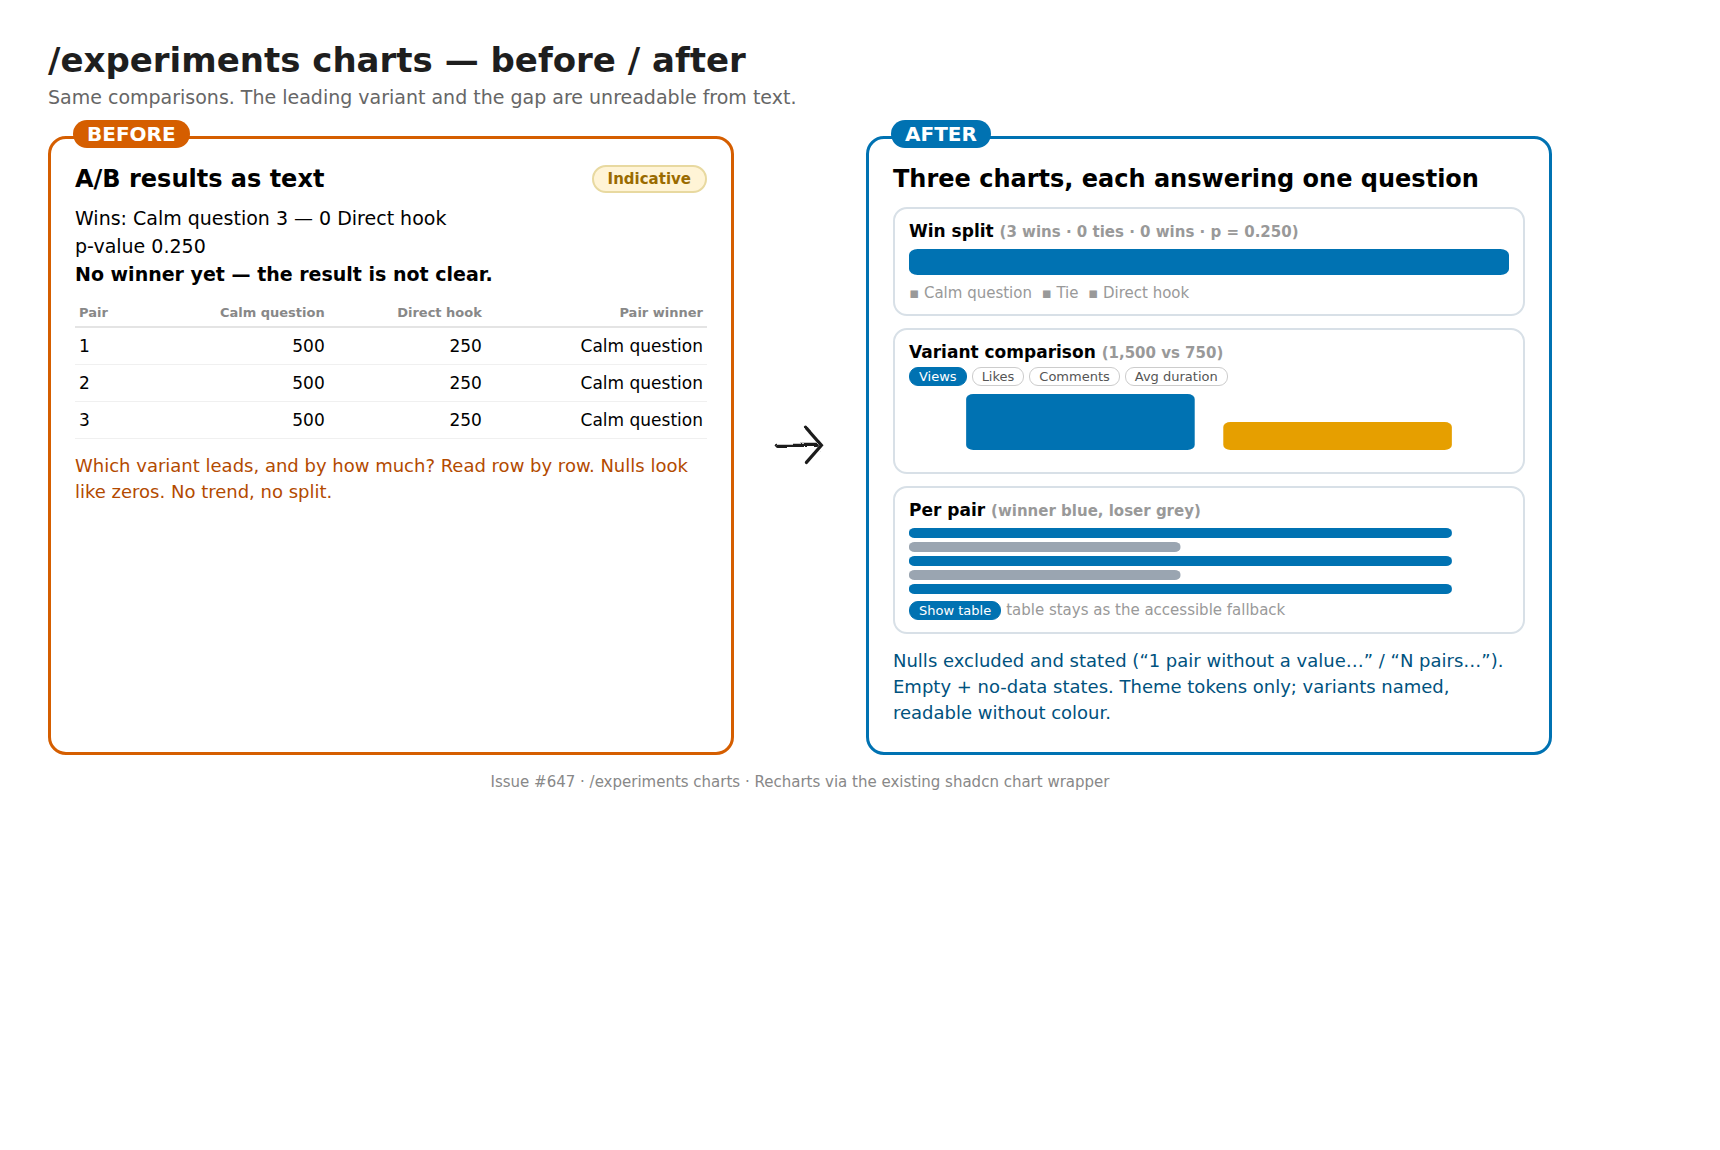 /experiments charts — before / after
Same comparisons. The leading variant and the gap are unreadable from text.
BEFORE
A/B results as text
Indicative
Wins: Calm question 3 — 0 Direct hook
p-value 0.250
No winner yet — the result is not clear.
Pair Calm question Direct hook Pair winner
1 500 250 Calm question
2 500 250 Calm question
3 500 250 Calm question
Which variant leads, and by how much? Read row by row. Nulls look
like zeros. No trend, no split.
AFTER
Three charts, each answering one question
Win split (3 wins · 0 ties · 0 wins · p = 0.250)
Calm question Tie Direct hook
Variant comparison (1,500 vs 750)
Views Likes Comments Avg duration
Per pair (winner blue, loser grey)
Show table table stays as the accessible fallback
Nulls excluded and stated (“1 pair without a value…” / “N pairs…”).
Empty + no-data states. Theme tokens only; variants named,
readable without colour.
Issue #647 · /experiments charts · Recharts via the existing shadcn chart wrapper